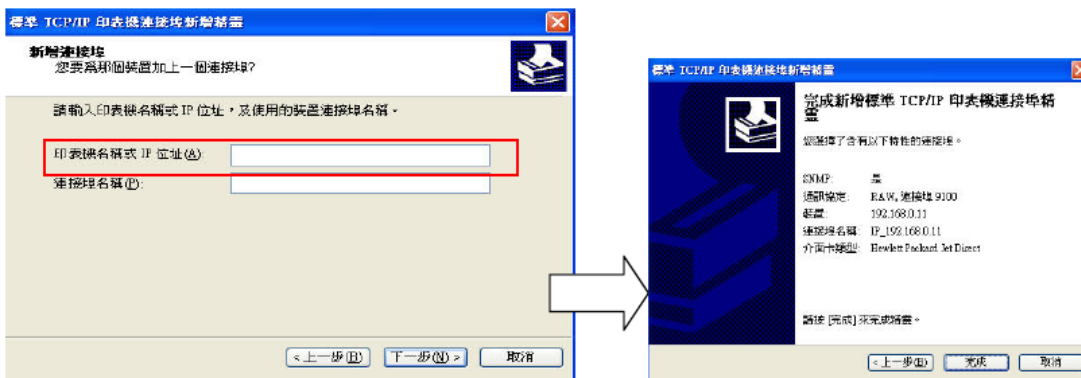 標準 TCP/IP 印表機連接埠新增精靈
新增連接埠
您要為那個裝置加上一個連接埠?
請輸入印表機名稱或 IP 位址，及使用的裝置連接埠名稱。
印表機名稱或 IP 位址(A):
連接埠名稱(P):
<上一步(B)
下一步(N) >
取消
標準 TCP/IP 印表機連接埠新增精靈
完成新增標準 TCP/IP 印表機連接埠精
靈
您選擇了含有以下特性的連接埠。
SNMP: 是
通訊協定: RAW, 連接埠 9100
裝置: 192.168.0.11
連接埠名稱: IP_192.168.0.11
介面卡類型: Hewlett Packard Jet Direct
請按 [完成] 來完成精靈。
<上一步(B)
完成
取消